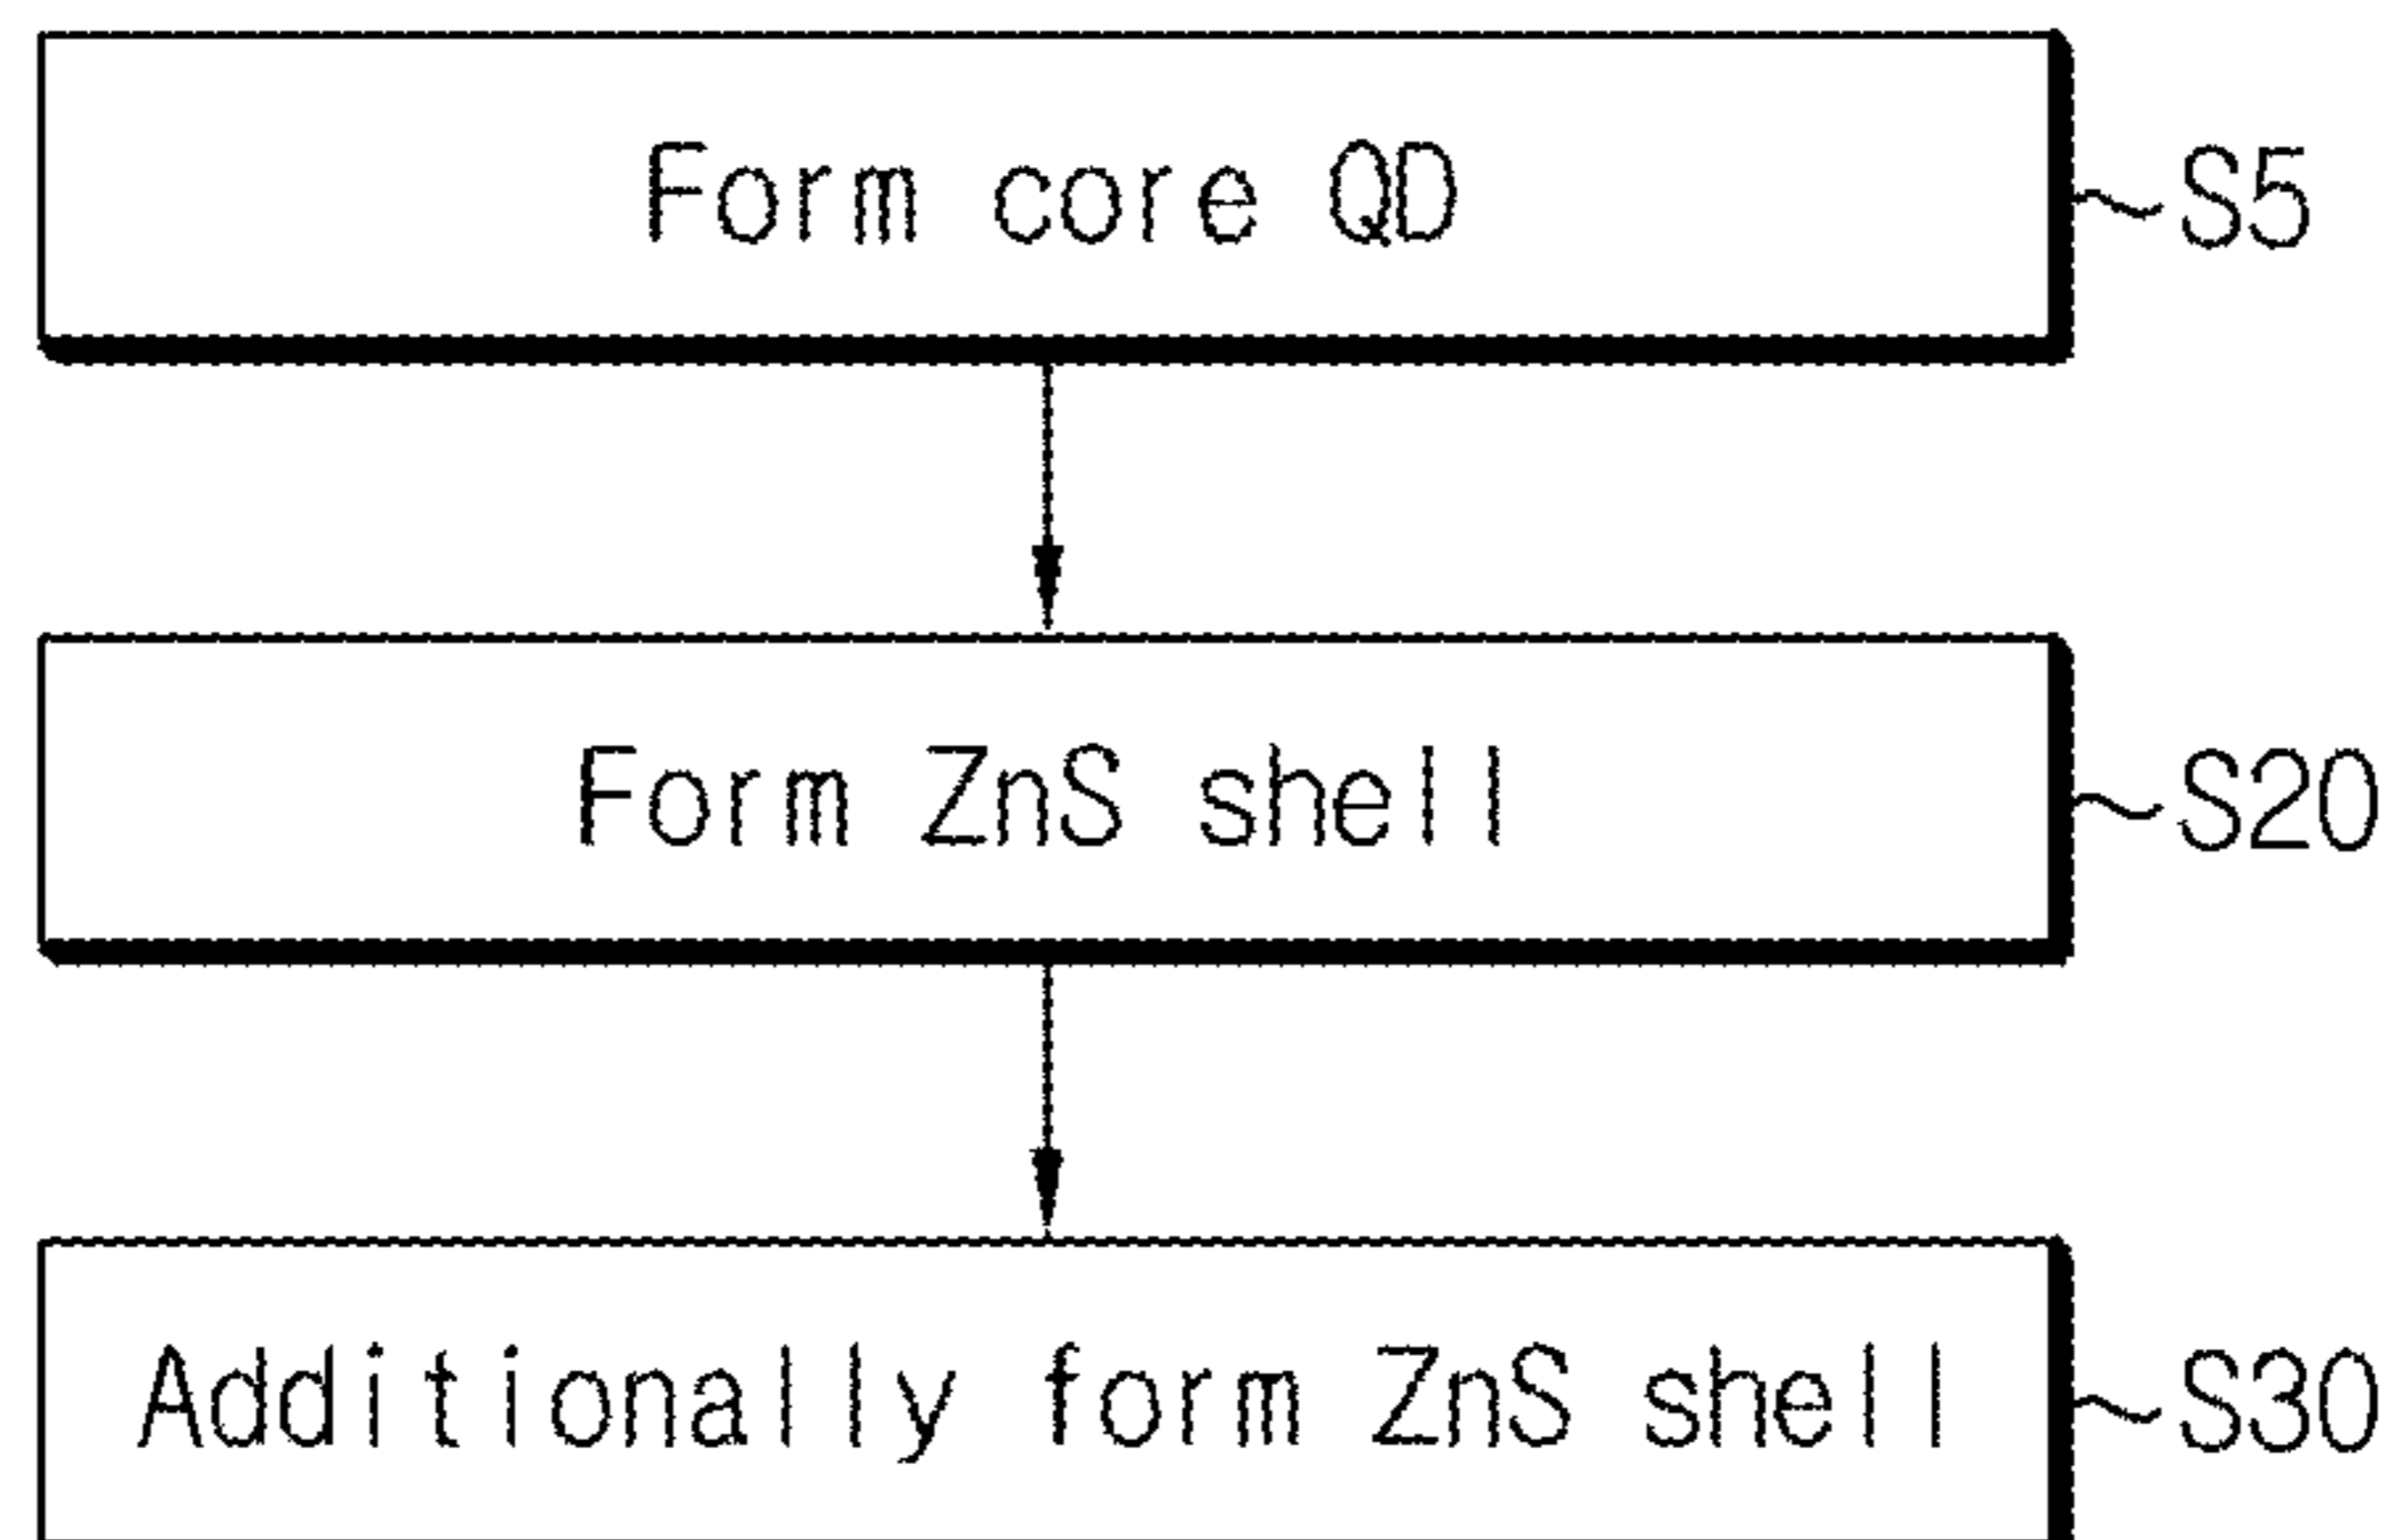 Form core QD
S5
Form ZnS shell
S20
Additionally form ZnS shell
S30